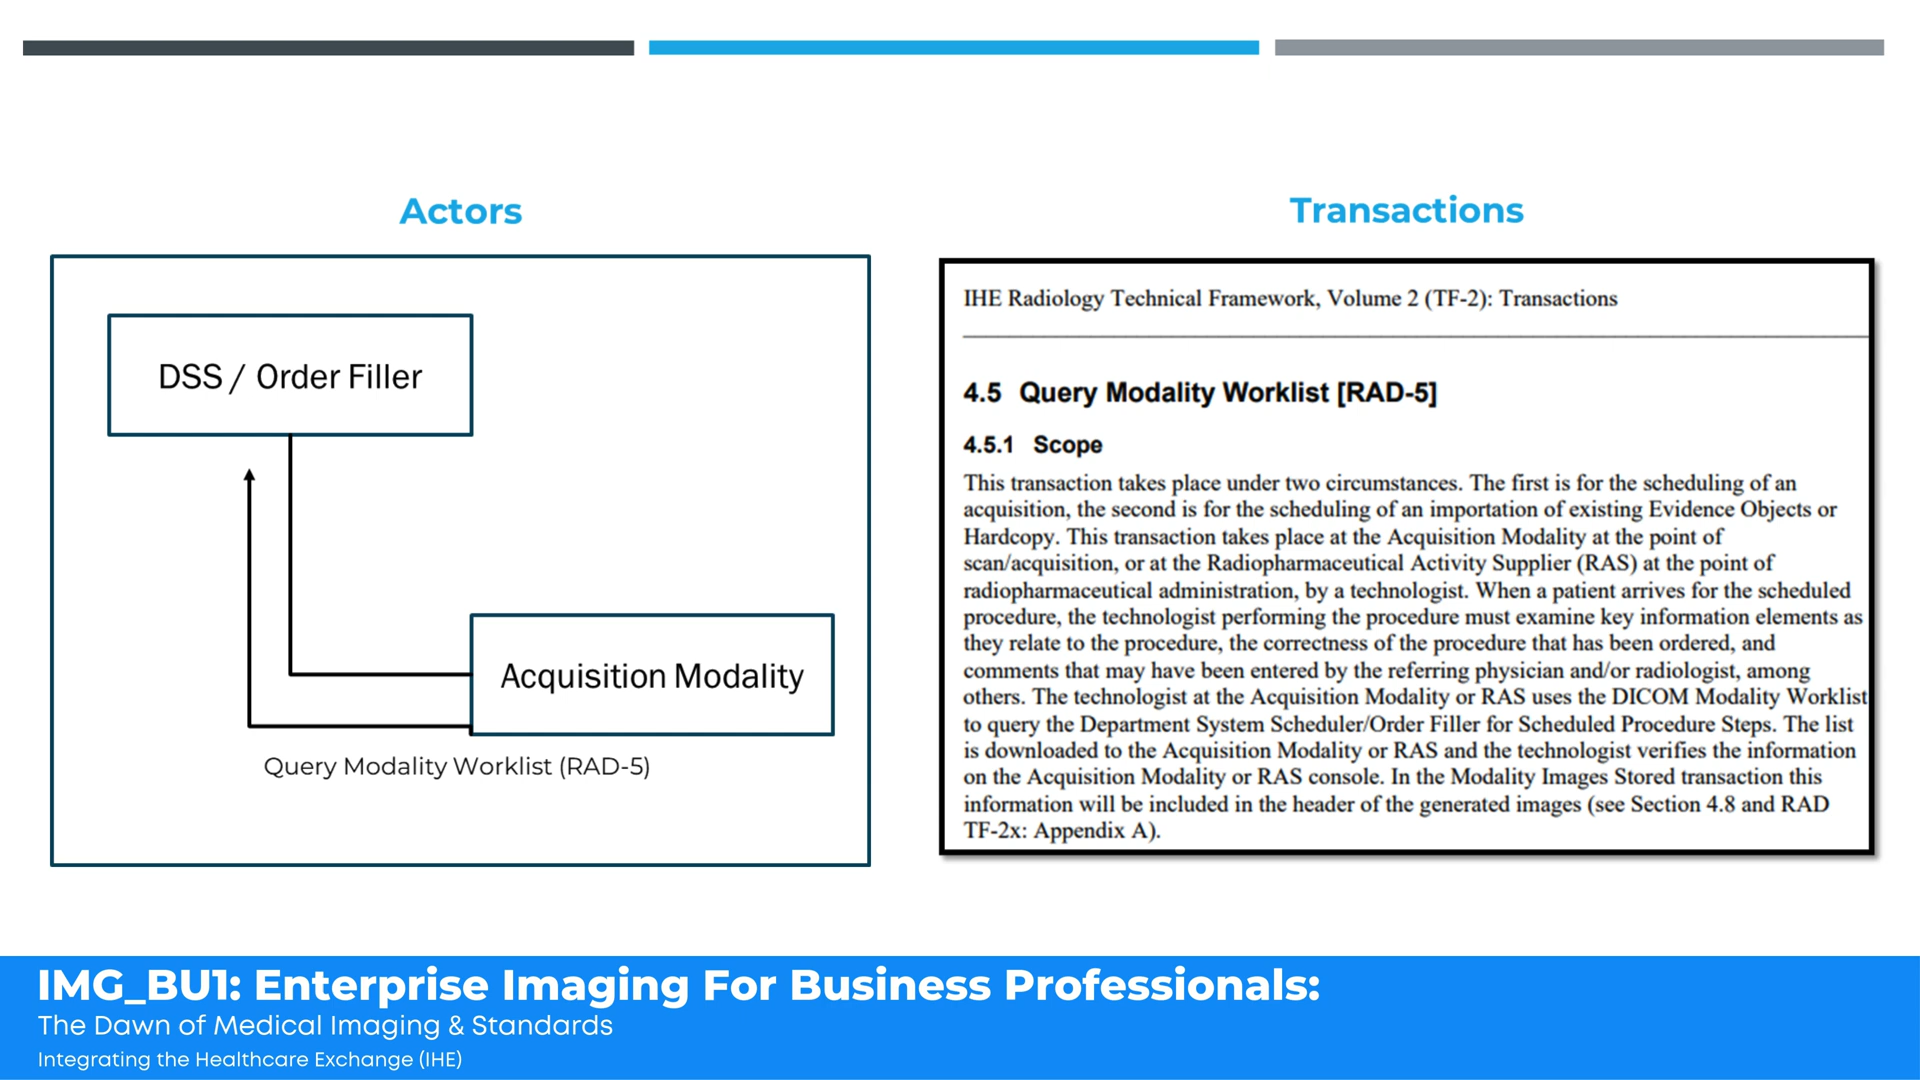 Actors
DSS / Order Filler
Acquisition Modality
Query Modality Worklist (RAD-5)
Transactions
IHE Radiology Technical Framework, Volume 2 (TF-2): Transactions
4.5 Query Modality Worklist [RAD-5]
4.5.1 Scope
This transaction takes place under two circumstances. The first is for the scheduling of an
acquisition, the second is for the scheduling of an importation of existing Evidence Objects or
Hardcopy. This transaction takes place at the Acquisition Modality at the point of
scan/acquisition, or at the Radiopharmaceutical Activity Supplier (RAS) at the point of
radiopharmaceutical administration, by a technologist. When a patient arrives for the scheduled
procedure, the technologist performing the procedure must examine key information elements as
they relate to the procedure, the correctness of the procedure that has been ordered, and
comments that may have been entered by the referring physician and/or radiologist, among
others. The technologist at the Acquisition Modality or RAS uses the DICOM Modality Worklist
to query the Department System Scheduler/Order Filler for Scheduled Procedure Steps. The list
is downloaded to the Acquisition Modality or RAS and the technologist verifies the information
on the Acquisition Modality or RAS console. In the Modality Images Stored transaction this
information will be included in the header of the generated images (see Section 4.8 and RAD
TF-2x: Appendix A).
IMG_BU1: Enterprise Imaging For Business Professionals:
The Dawn of Medical Imaging & Standards
Integrating the Healthcare Exchange (IHE)